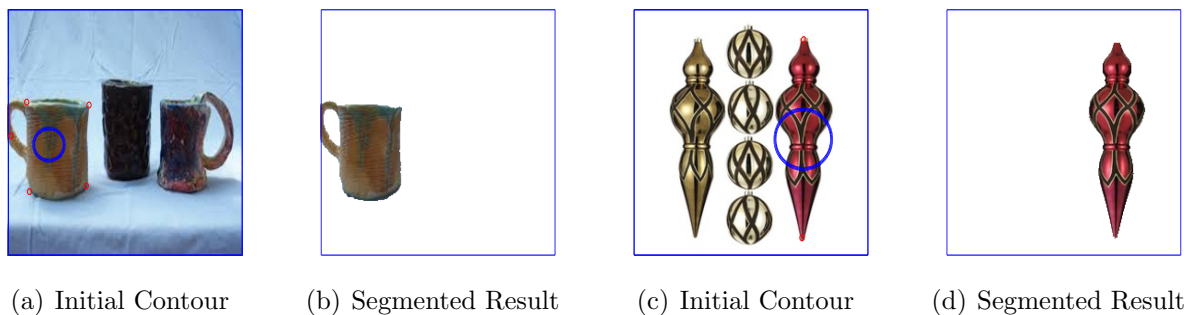 (a) Initial Contour
(b) Segmented Result
(c) Initial Contour
(d) Segmented Result